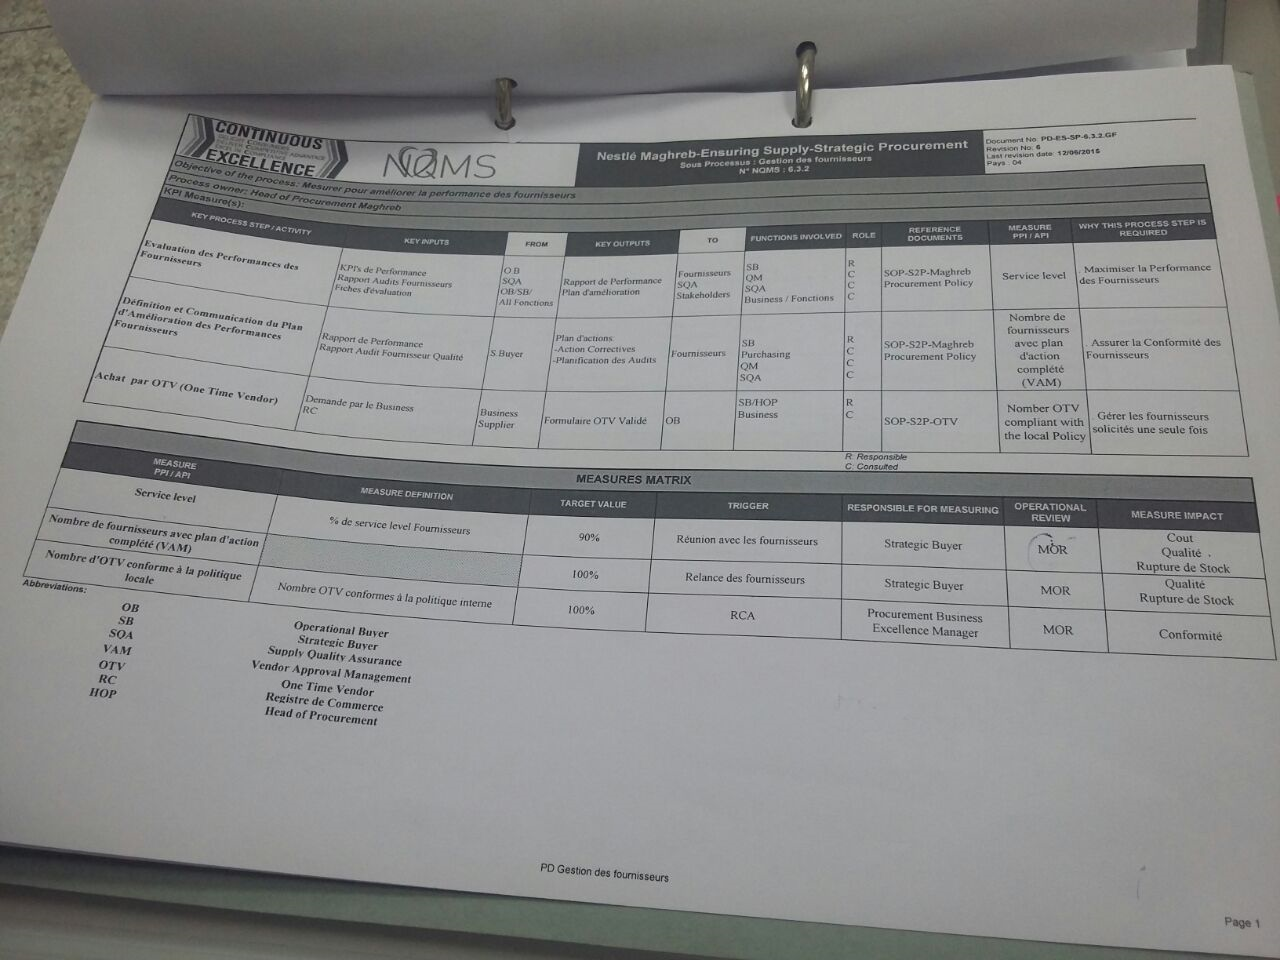 CONTINUOUS
EXCELLENCE
NQMS
Nestlé Maghreb-Ensuring Supply-Strategic Procurement
Sous Processus : Gestion des fournisseurs
N° NQMS : 6.3.2
Document No: PD-ES-SP-6.3.2.GF
Revision No: 6
Last revision date: 12/06/2015
Pays : 04
Objective of the process: Mesurer pour améliorer la performance des fournisseurs
Process owner: Head of Procurement Maghreb
KPI Measure(s):
KEY PROCESS STEP / ACTIVITY
KEY INPUTS
FROM
KEY OUTPUTS
TO
FUNCTIONS INVOLVED
ROLE
REFERENCE
DOCUMENTS
MEASURE
PPI / API
WHY THIS PROCESS STEP IS
REQUIRED
Evaluation des Performances des
Fournisseurs
KPI's de Performance
Rapport Audits Fournisseurs
Fiches d'évaluation
O B
SQA
OB/SB/
All Fonctions
Rapport de Performance
Plan d'amélioration
Fournisseurs
SQA
Stakeholders
SB
QM
SQA
Business / Fonctions
R
C
C
C
SOP-S2P-Maghreb
Procurement Policy
Service level
. Maximiser la Performance
des Fournisseurs
Définition et Communication du Plan
d'Amélioration des Performances
Fournisseurs
Rapport de Performance
Rapport Audit Fournisseur Qualité
S.Buyer
Plan d'actions:
-Action Correctives
-Planification des Audits
Fournisseurs
SB
Purchasing
QM
SQA
R
C
C
C
SOP-S2P-Maghreb
Procurement Policy
Nombre de
fournisseurs
avec plan
d'action
complété
(VAM)
. Assurer la Conformité des
Fournisseurs
Achat par OTV (One Time Vendor)
Demande par le Business
RC
Business
Supplier
Formulaire OTV Validé
OB
SB/HOP
Business
R
C
SOP-S2P-OTV
Nomber OTV
compliant with
the local Policy
. Gérer les fournisseurs
solicités une seule fois
R: Responsible
C: Consulted
MEASURES MATRIX
MEASURE
PPI / API
MEASURE DEFINITION
TARGET VALUE
TRIGGER
RESPONSIBLE FOR MEASURING
OPERATIONAL
REVIEW
MEASURE IMPACT
Service level
% de service level Fournisseurs
90%
Réunion avec les fournisseurs
Strategic Buyer
MOR
Cout
Qualité
Rupture de Stock
Nombre de fournisseurs avec plan d'action
complété (VAM)
100%
Relance des fournisseurs
Strategic Buyer
MOR
Qualité
Rupture de Stock
Nombre d'OTV conforme à la politique
locale
Nombre OTV conformes à la politique interne
100%
RCA
Procurement Business
Excellence Manager
MOR
Conformité
Abbreviations:
OB Operational Buyer
SB Strategic Buyer
SQA Supply Quality Assurance
VAM Vendor Approval Management
OTV One Time Vendor
RC Registre de Commerce
HOP Head of Procurement
PD Gestion des fournisseurs
Page 1